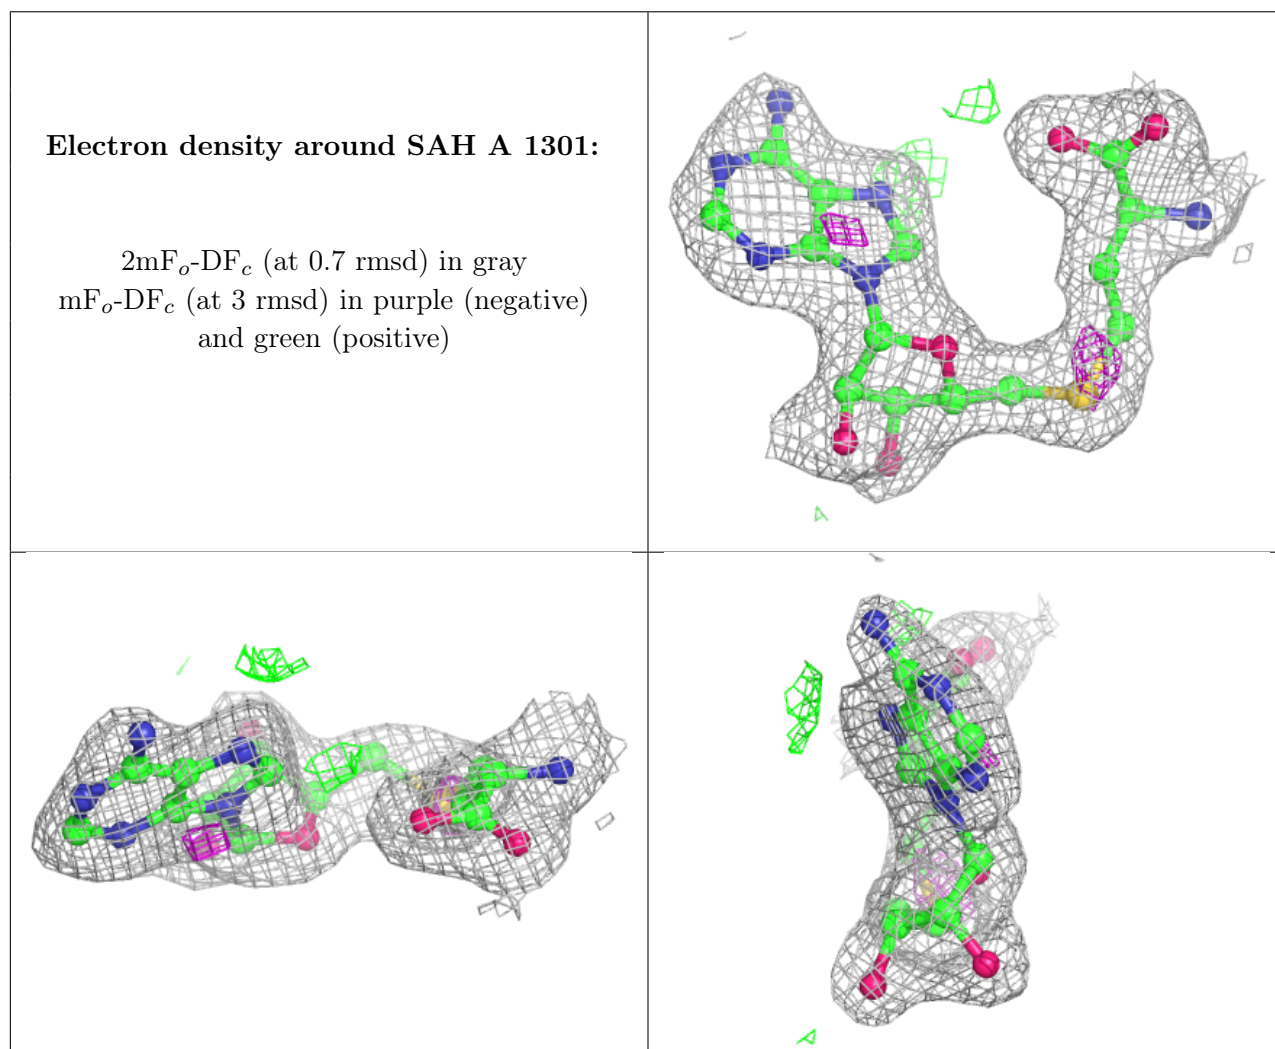 Electron density around SAH A 1301:
2mFo-DFc (at 0.7 rmsd) in gray
mFo-DFc (at 3 rmsd) in purple (negative)
and green (positive)